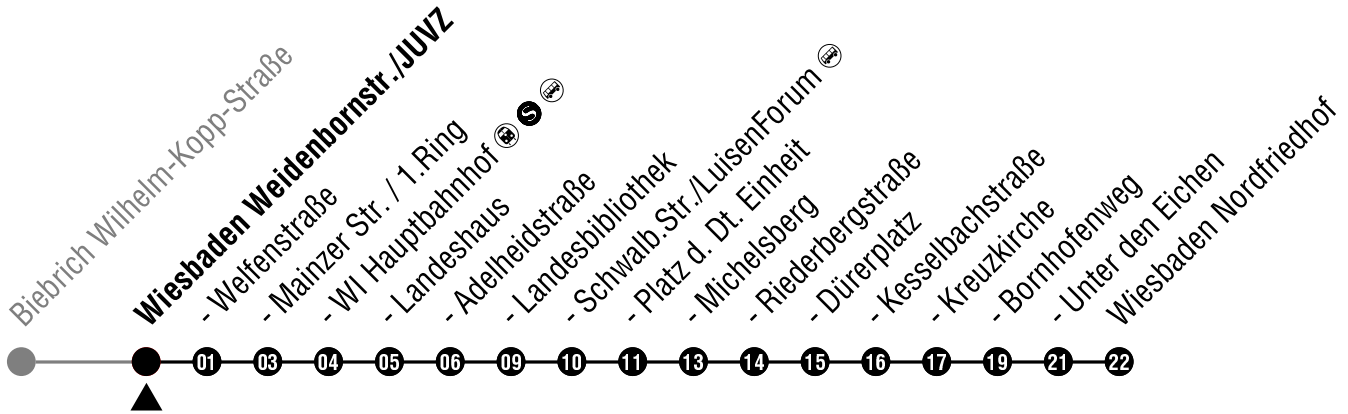 Biebrich Wilhelm-Kopp-Straße
Wiesbaden Weidenbornstr./JUVZ
- Welfenstraße
- Mainzer Str. / 1.Ring
- WI Hauptbahnhof S
- Landeshaus
- Adelheidstraße
- Landesbibliothek
- Schwalb.Str./LuisenForum
- Platz d. Dt. Einheit
- Michelsberg
- Riederbergstraße
- Dürerplatz
- Kesselbachstraße
- Kreuzkirche
- Bornhofenweg
- Unter den Eichen
Wiesbaden Nordfriedhof
01 03 04 05 06 09 10 11 13 14 15 16 17 19 21 22